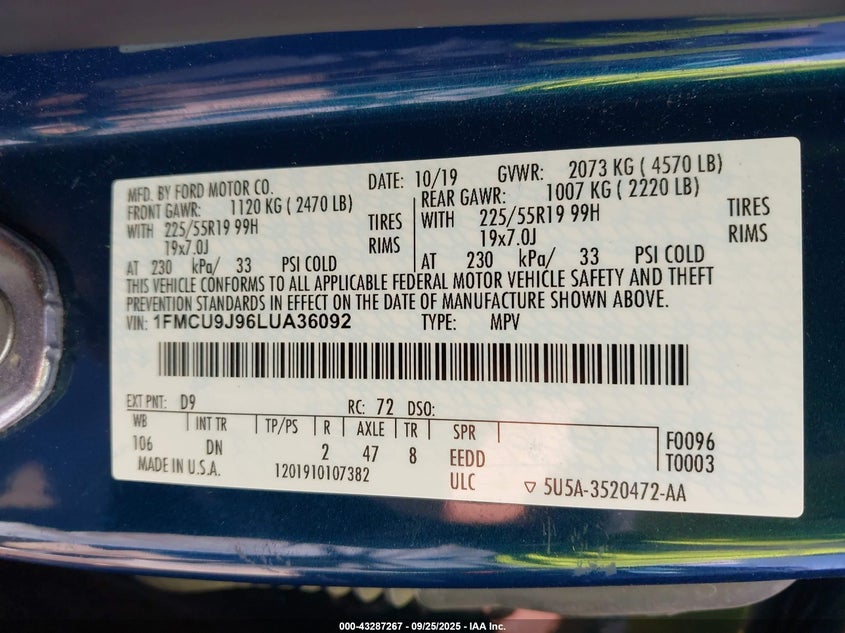 MFD. BY FORD MOTOR CO. DATE: 10/19 GVWR: 2073 KG ( 4570 LB)
FRONT GAWR: 1120 KG ( 2470 LB) REAR GAWR: 1007 KG ( 2220 LB)
WITH 225/55R19 99H TIRES WITH 225/55R19 99H TIRES
19x7.0J RIMS 19x7.0J RIMS
AT 230 kPa/ 33 PSI COLD AT 230 kPa/ 33 PSI COLD
THIS VEHICLE CONFORMS TO ALL APPLICABLE FEDERAL MOTOR VEHICLE SAFETY AND THEFT
PREVENTION STANDARDS IN EFFECT ON THE DATE OF MANUFACTURE SHOWN ABOVE.
VIN: 1FMCU9J96LUA36092 TYPE: MPV
EXT PNT: D9 RC: 72 DSO:
WB INT TR TP/PS R AXLE TR SPR F0096
106 DN 2 47 8 EEDD T0003
MADE IN U.S.A. 1201910107382 ULC ▽ 5U5A-3520472-AA
000-43287267 - 09/25/2025 - IAA Inc.